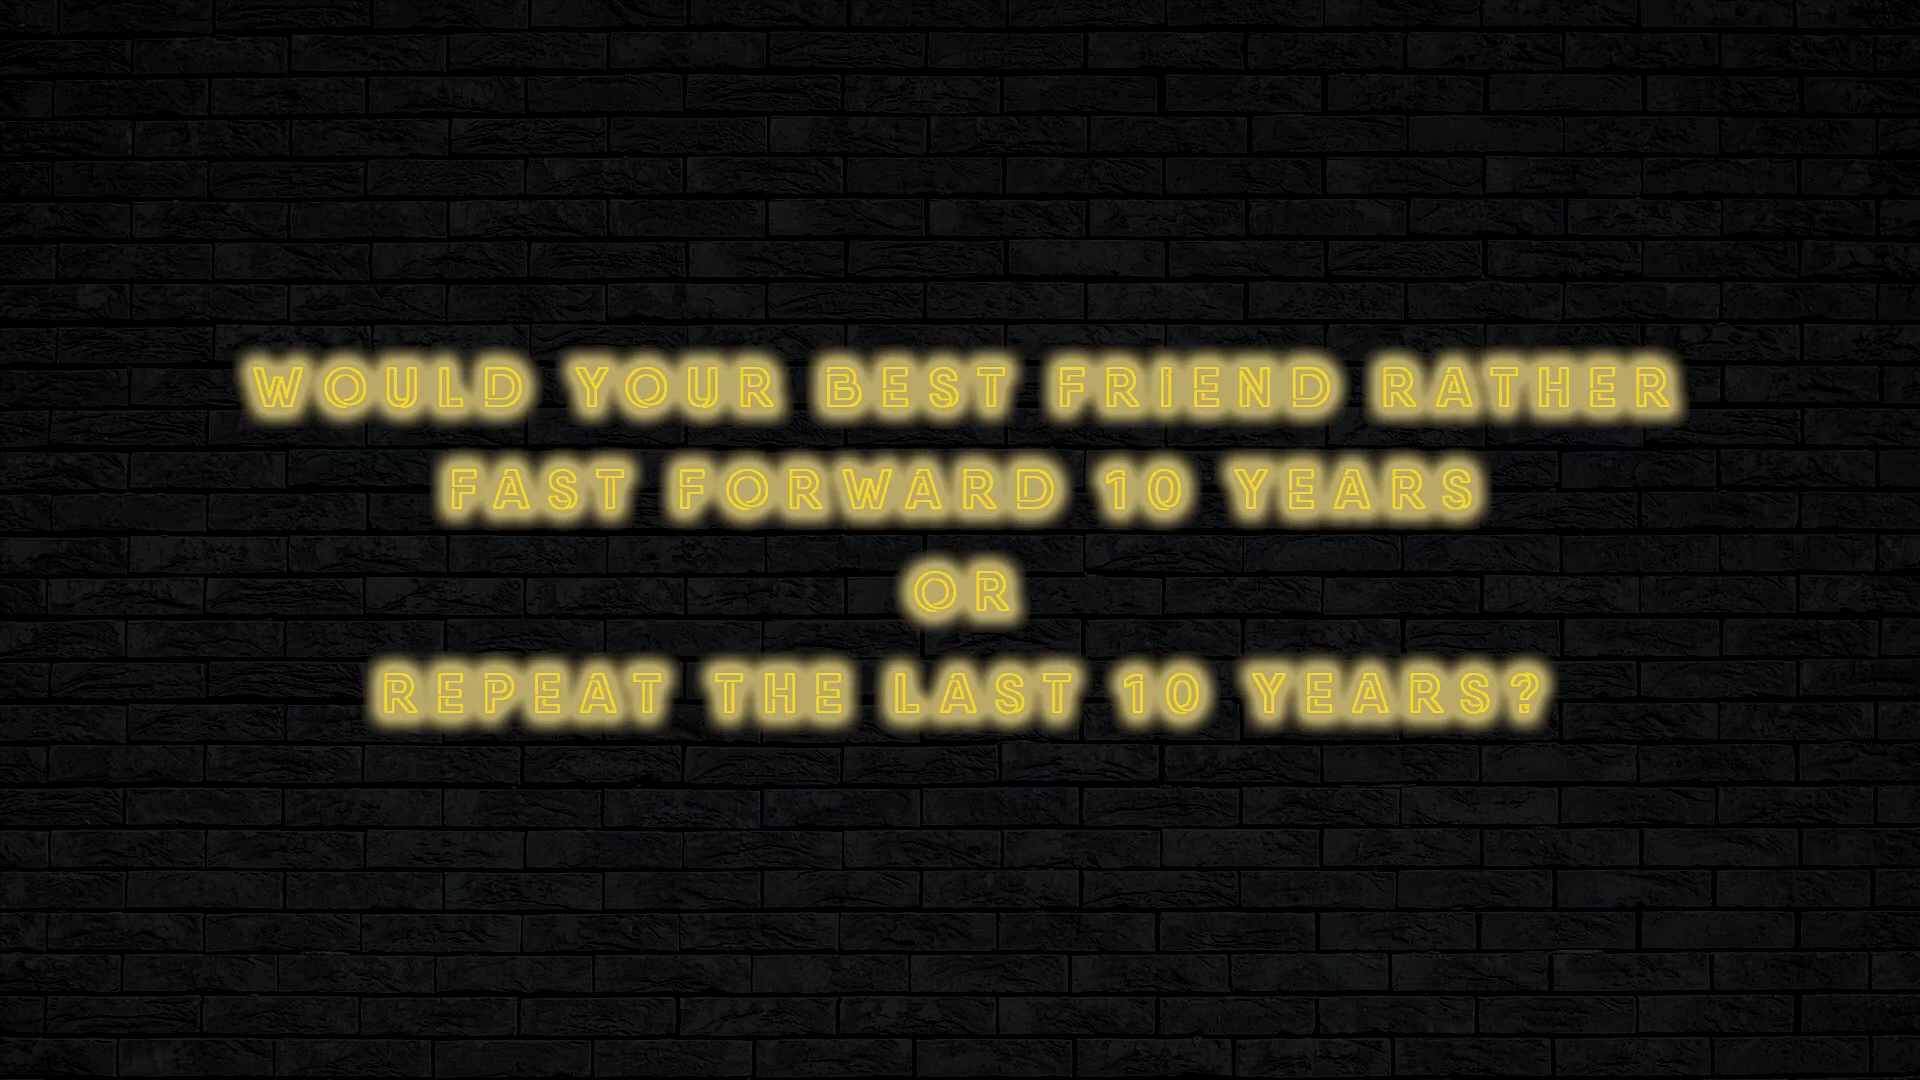 WOULD YOUR BEST FRIEND RATHER
FAST FORWARD 10 YEARS
OR
REPEAT THE LAST 10 YEARS?